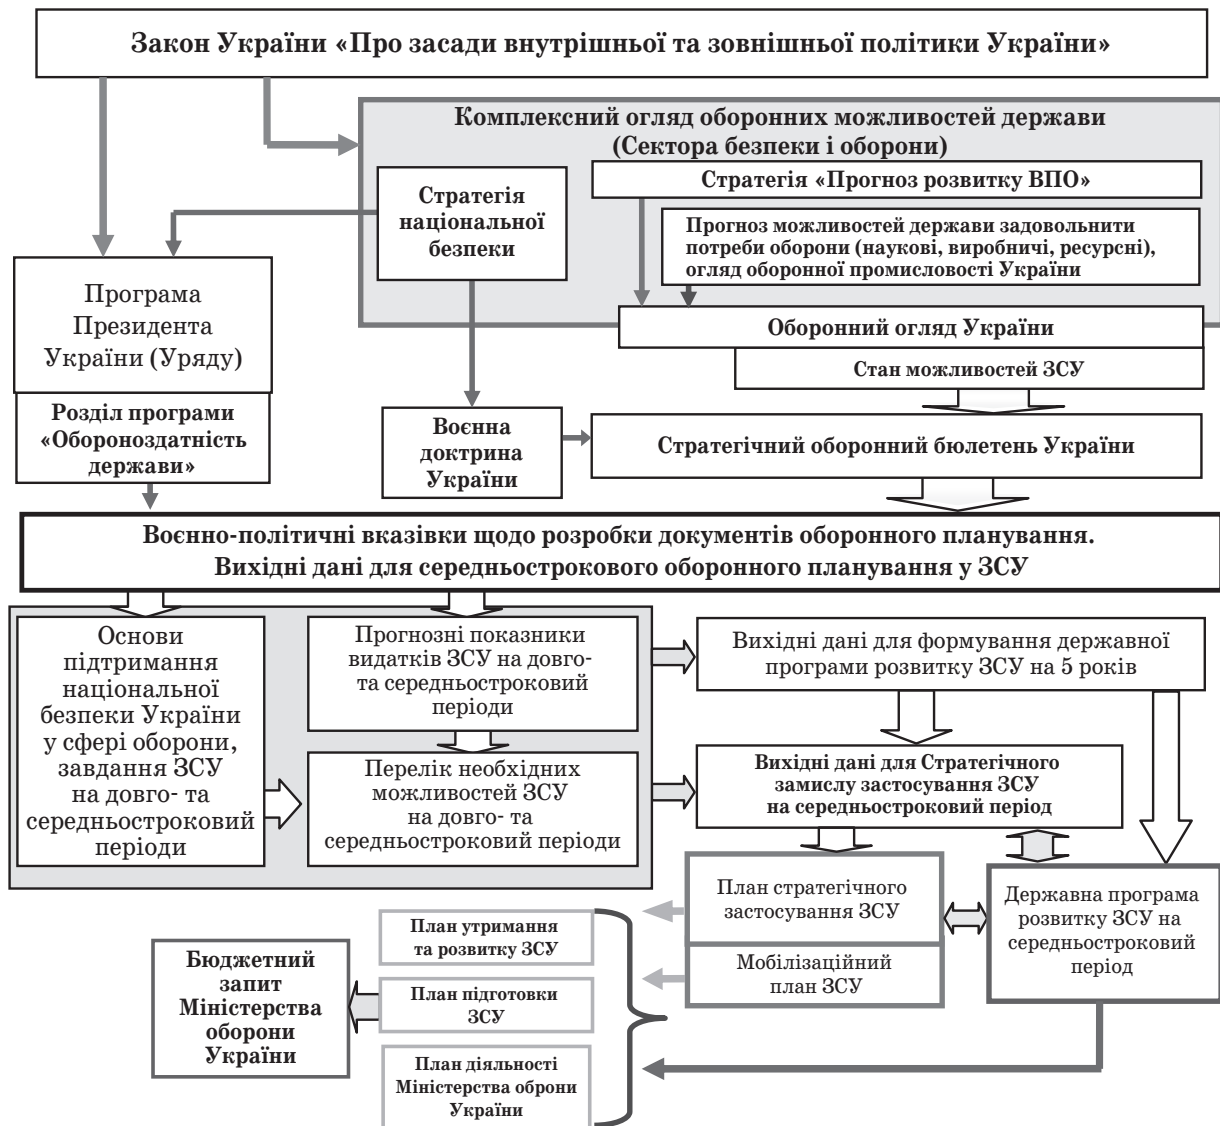 Закон України «Про засади внутрішньої та зовнішньої політики України»
Комплексний огляд оборонних можливостей держави
(Сектора безпеки і оборони)
Стратегія
національної
безпеки
Стратегія «Прогноз розвитку ВПО»
Прогноз можливостей держави задовольнити
потреби оборони (наукові, виробничі, ресурсні),
огляд оборонної промисловості України
Програма
Президента
України (Уряду)
Оборонний огляд України
Стан можливостей ЗСУ
Розділ програми
«Обороноздатність
держави»
Воєнна
доктрина
України
Стратегічний оборонний бюлетень України
Воєнно-політичні вказівки щодо розробки документів оборонного планування.
Вихідні дані для середньострокового оборонного планування у ЗСУ
Основи
підтримання
національної
безпеки України
у сфері оборони,
завдання ЗСУ
на довго- та
середньостроковий
періоди
Прогнозні показники
видатків ЗСУ на довго-
та середньостроковий
періоди
Вихідні дані для формування державної
програми розвитку ЗСУ на 5 років
Перелік необхідних
можливостей ЗСУ
на довго- та
середньостроковий періоди
Вихідні дані для Стратегічного
замислу застосування ЗСУ
на середньостроковий період
План стратегічного
застосування ЗСУ
Мобілізаційний
план ЗСУ
Державна програма
розвитку ЗСУ на
середньостроковий
період
План утримання
та розвитку ЗСУ
План підготовки
ЗСУ
План діяльності
Міністерства оброни
України
Бюджетний
запит
Міністерства
оборони
України